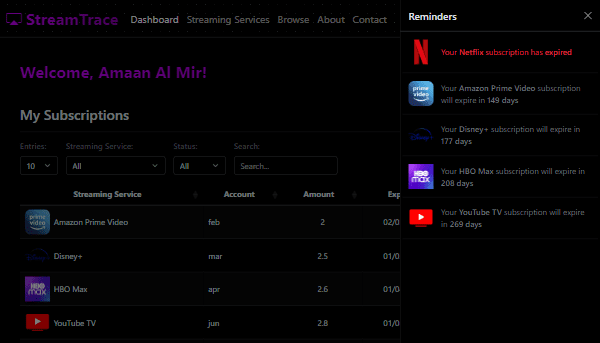 StreamTrace Dashboard Streaming Services Browse About Contact
Welcome, Amaan Al Mir!
My Subscriptions
Entries: Streaming Service: Status: Search:
10 All All Search...
Streaming Service Account Amount
prime video Amazon Prime Video feb 2 02/0
Disney+ Disney+ mar 2.5 01/0
HBO max HBO Max apr 2.6 01/0
YouTube TV jun 2.8 01/0
Reminders
N
Your Netflix subscription has expired
prime video
Your Amazon Prime Video subscription
will expire in 149 days
Disney+
Your Disney+ subscription will expire in
177 days
HBO max
Your HBO Max subscription will expire in
208 days
Your YouTube TV subscription will expire
in 269 days